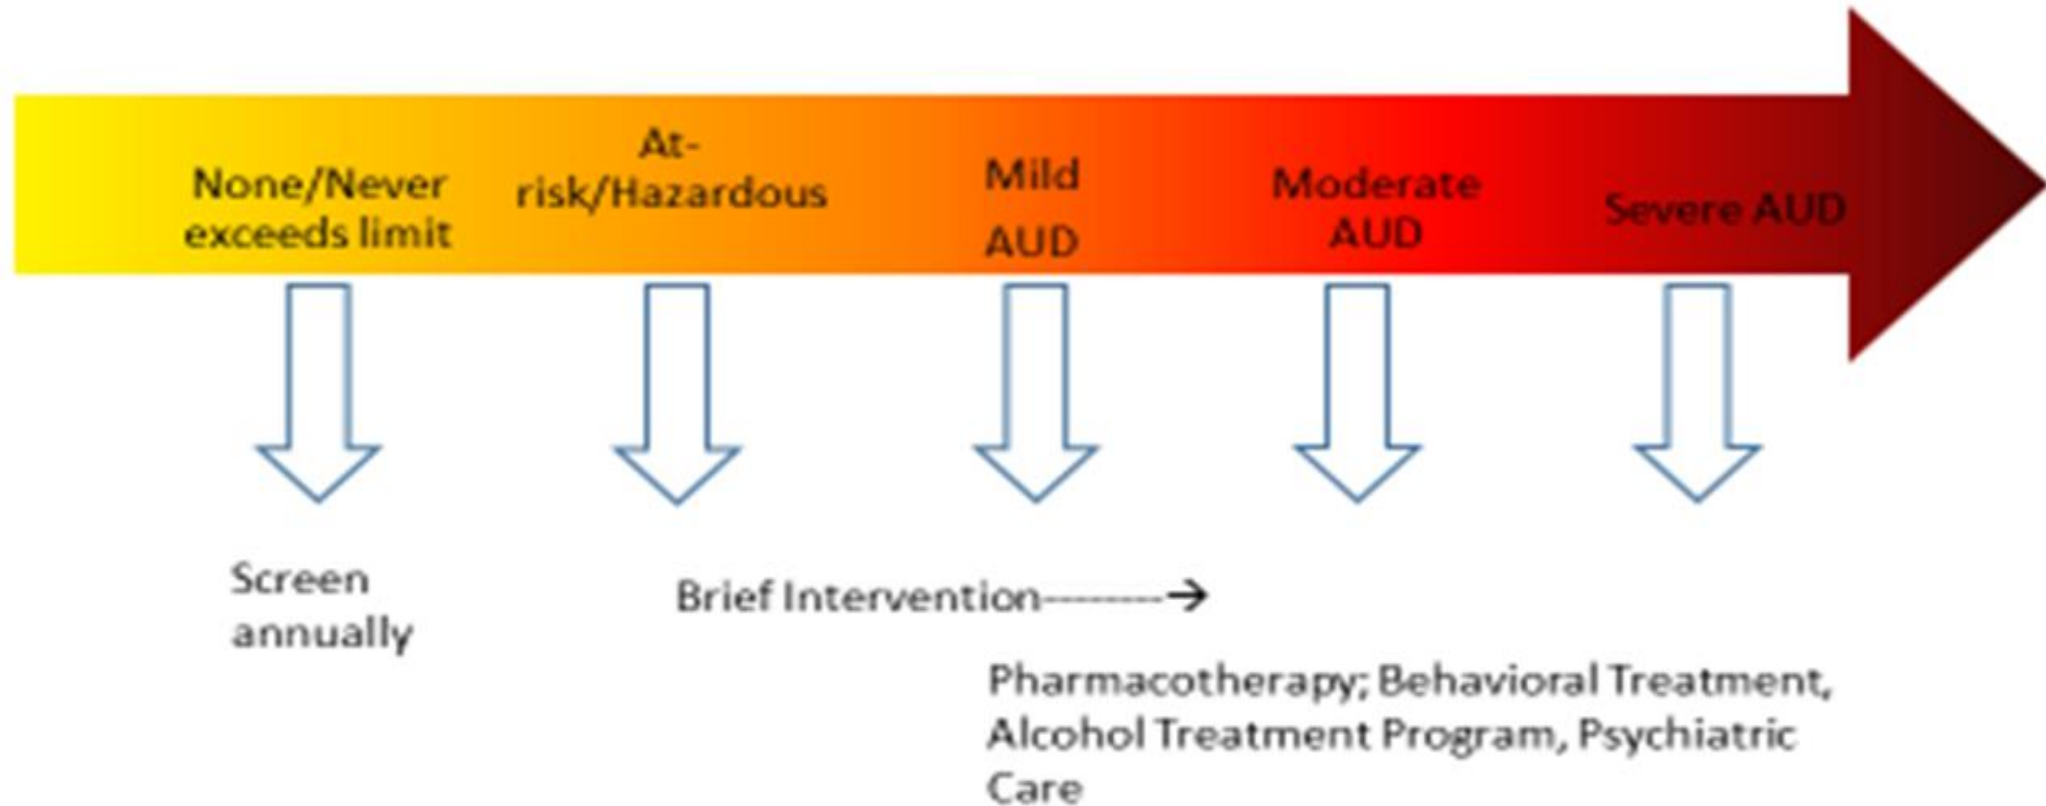 None/Never
exceeds limit
At-
risk/Hazardous
Mild
AUD
Moderate
AUD
Severe AUD
Screen
annually
Brief Intervention--------→
Pharmacotherapy; Behavioral Treatment,
Alcohol Treatment Program, Psychiatric
Care